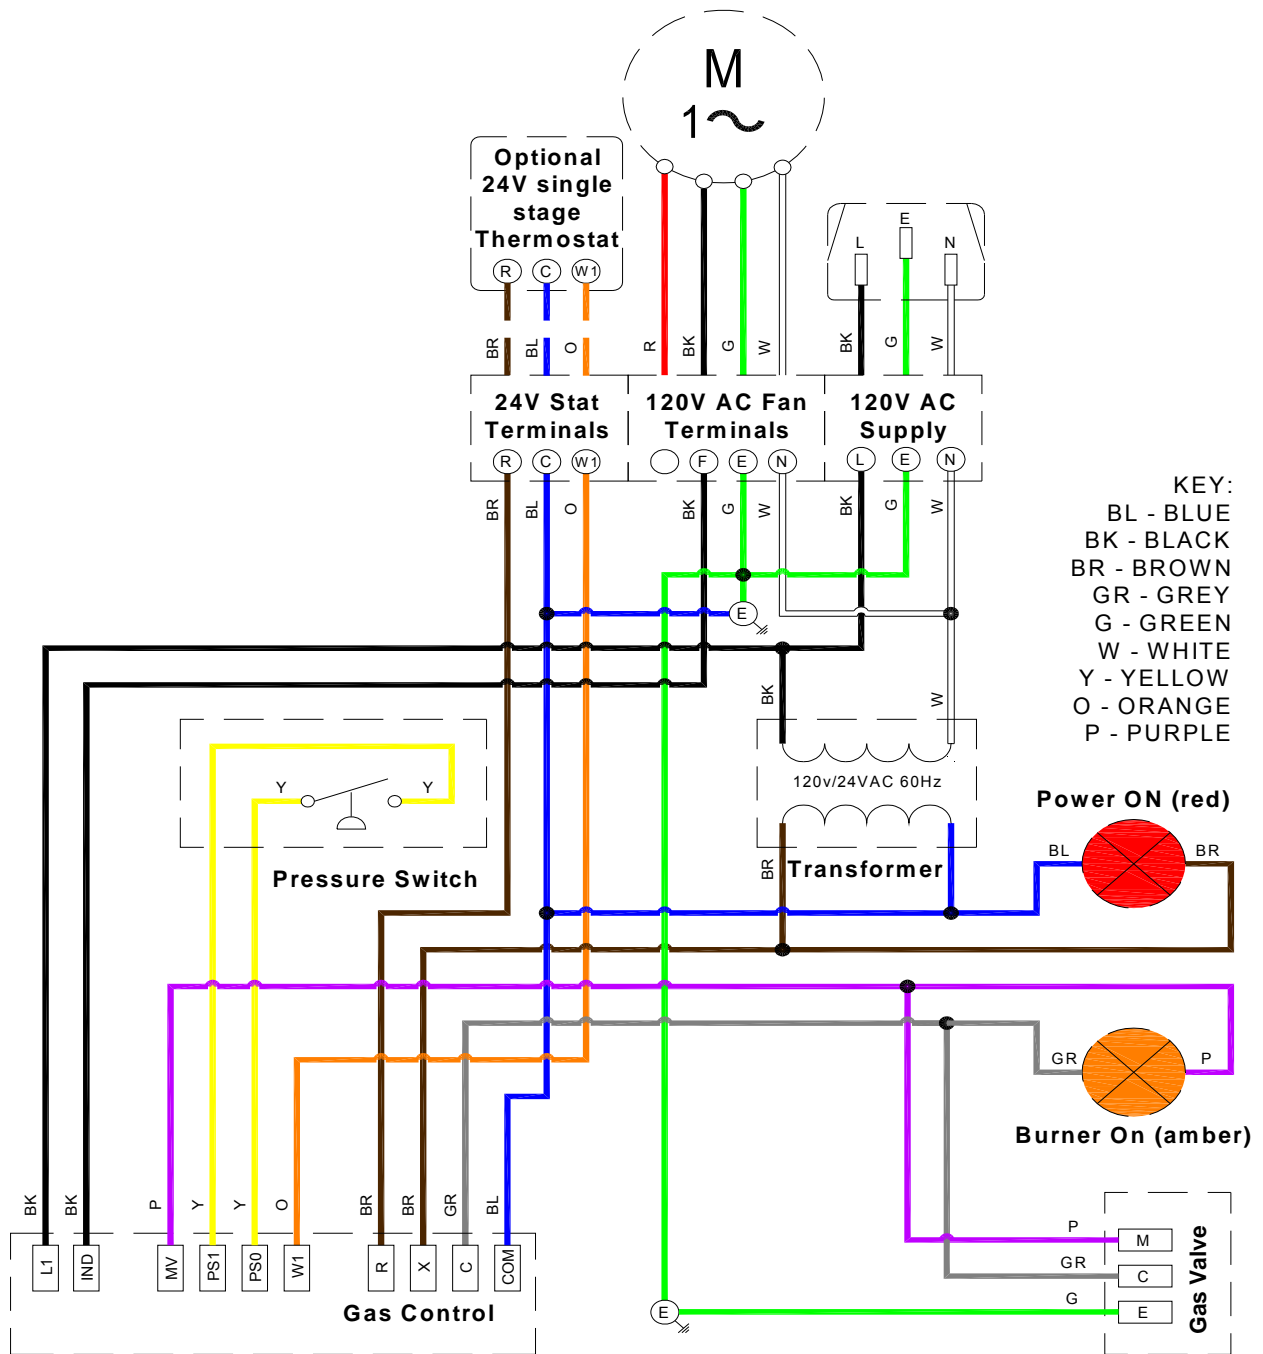 M
1~
Optional
24V single
stage
Thermostat
R C W1
L E N
BR BL O R BK G W BK G W
24V Stat
Terminals
120V AC Fan
Terminals
120V AC
Supply
R C W1 F E N L E N
BR BL O BK G W BK G W
KEY:
BL - BLUE
BK - BLACK
BR - BROWN
GR - GREY
G - GREEN
W - WHITE
Y - YELLOW
O - ORANGE
P - PURPLE
E
BK W
Y Y
Pressure Switch
120v/24VAC 60Hz
BR
Transformer
Power ON (red)
BL BR
GR P
Burner On (amber)
BK BK P Y Y O BR BR GR BL
L1 IND MV PS1 PS0 W1 R X C COM
Gas Control
E
P M
GR C
G E
Gas Valve